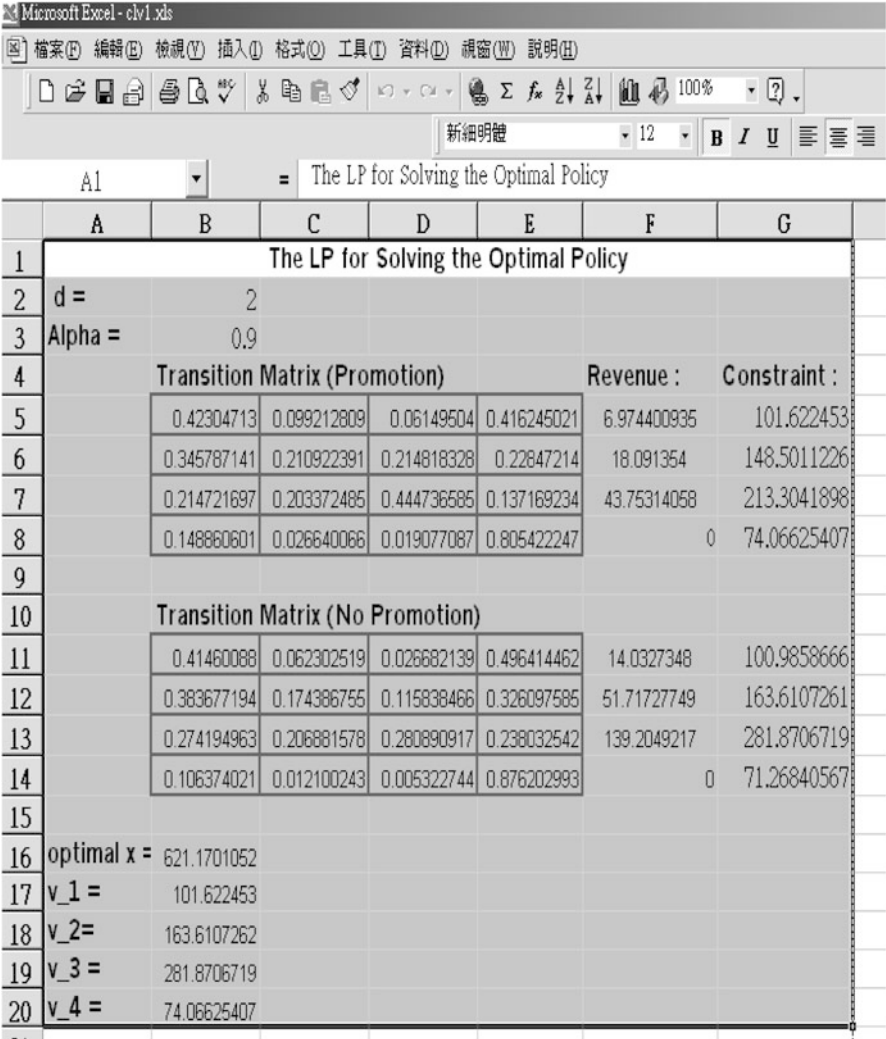 Microsoft Excel - clv1.xls
檔案(F) 編輯(E) 檢視(V) 插入(I) 格式(O) 工具(T) 資料(D) 視窗(W) 說明(H)
100%
新細明體 12 B I U
A1 = The LP for Solving the Optimal Policy
A B C D E F G
1 The LP for Solving the Optimal Policy
2 d = 2
3 Alpha = 0.9
4 Transition Matrix (Promotion) Revenue : Constraint :
5 0.42304713 0.099212809 0.06149504 0.416245021 6.974400935 101.622453
6 0.345787141 0.210922391 0.214818328 0.22847214 18.091354 148.5011226
7 0.214721697 0.203372485 0.444736585 0.137169234 43.75314058 213.3041898
8 0.148860601 0.026640066 0.019077087 0.805422247 0 74.06625407
9
10 Transition Matrix (No Promotion)
11 0.41460088 0.062302519 0.026682139 0.496414462 14.0327348 100.9858666
12 0.383677194 0.174386755 0.115838466 0.326097585 51.71727749 163.6107261
13 0.274194963 0.206881578 0.280890917 0.238032542 139.2049217 281.8706719
14 0.106374021 0.012100243 0.005322744 0.876202993 0 71.26840567
15
16 optimal x = 621.1701052
17 v_1 = 101.622453
18 v_2= 163.6107262
19 v_3 = 281.8706719
20 v_4 = 74.06625407